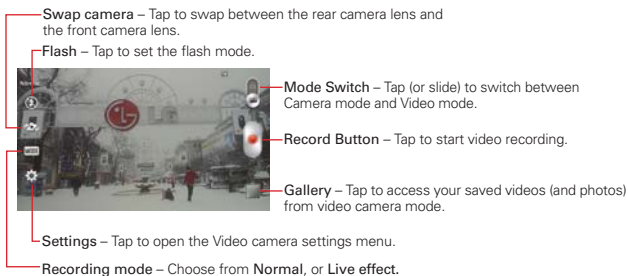 Swap camera – Tap to swap between the rear camera lens and
the front camera lens.
Flash – Tap to set the flash mode.
Mode Switch – Tap (or slide) to switch between
Camera mode and Video mode.
LG
Record Button – Tap to start video recording.
MODE
Gallery – Tap to access your saved videos (and photos)
from video camera mode.
Settings – Tap to open the Video camera settings menu.
Recording mode – Choose from Normal, or Live effect.